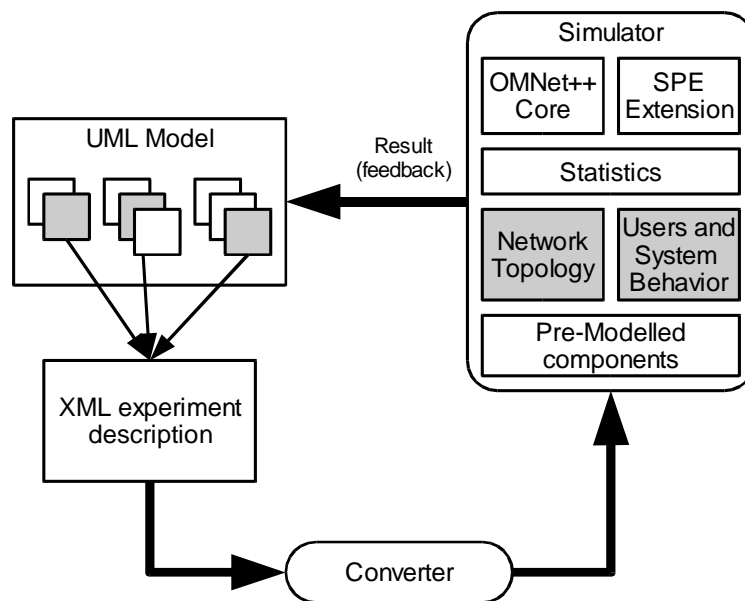 Simulator
OMNet++
Core
SPE
Extension
Statistics
Network
Topology
Users and
System
Behavior
Pre-Modelled
components
Result
(feedback)
UML Model
XML experiment
description
Converter